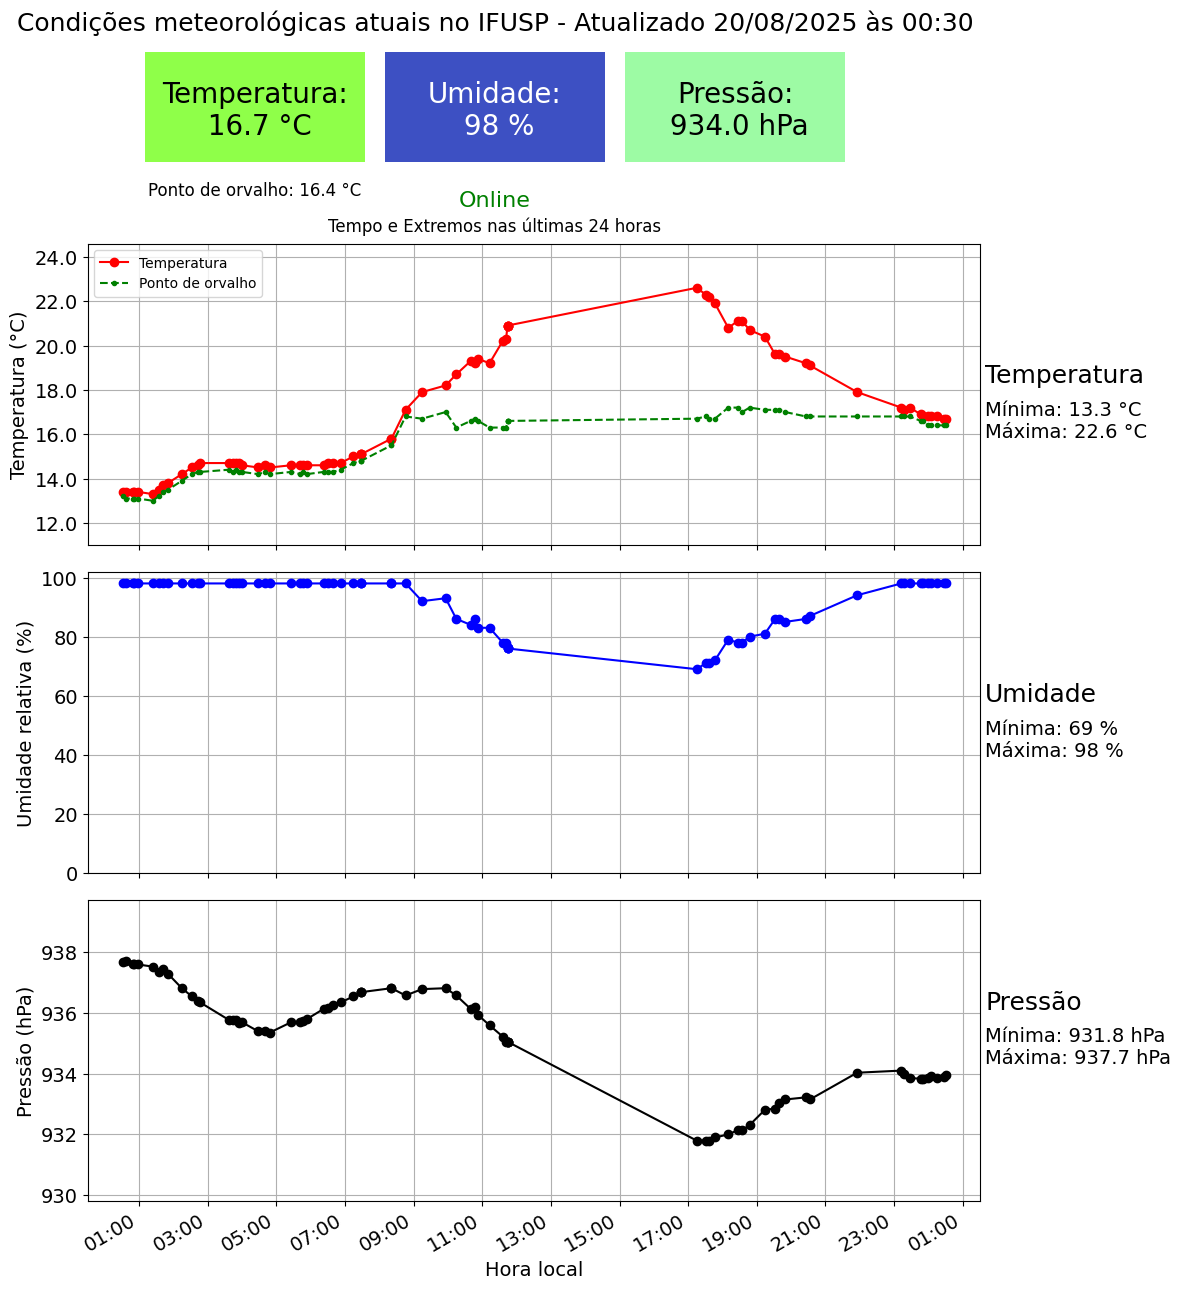 Condições meteorológicas atuais no IFUSP - Atualizado 20/08/2025 às 00:30
Temperatura:
16.7 °C
Umidade:
98 %
Pressão:
934.0 hPa
Ponto de orvalho: 16.4 °C
Online
Tempo e Extremos nas últimas 24 horas
Temperatura (°C)
24.0
22.0
20.0
18.0
16.0
14.0
12.0
Temperatura
Ponto de orvalho
Temperatura
Mínima: 13.3 °C
Máxima: 22.6 °C
Umidade relativa (%)
100
80
60
40
20
0
Umidade
Mínima: 69 %
Máxima: 98 %
Pressão (hPa)
938
936
934
932
930
Pressão
Mínima: 931.8 hPa
Máxima: 937.7 hPa
01:00 03:00 05:00 07:00 09:00 11:00 13:00 15:00 17:00 19:00 21:00 23:00 01:00
Hora local